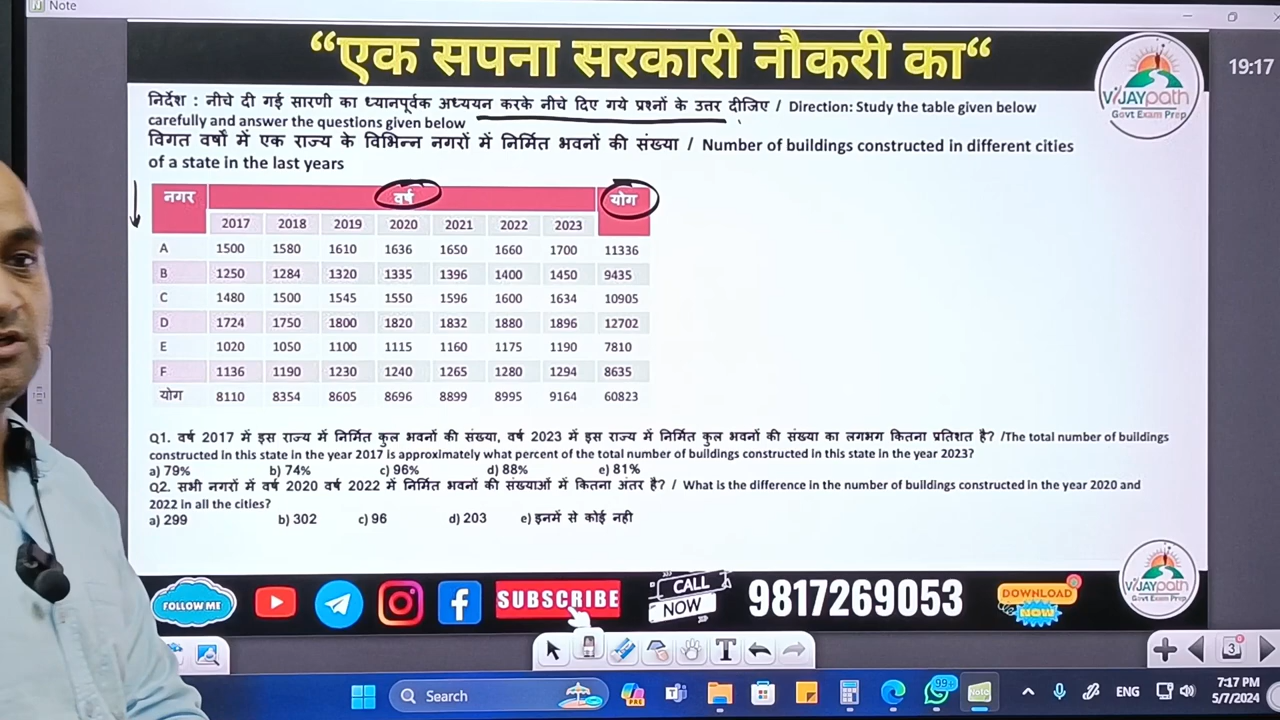 Note
“एक सपना सरकारी नौकरी का“
ViJAYpath
Govt Exam Prep
19:17
निर्देश : नीचे दी गई सारणी का ध्यानपूर्वक अध्ययन करके नीचे दिए गये प्रश्नों के उत्तर दीजिए / Direction: Study the table given below
carefully and answer the questions given below
विगत वर्षों में एक राज्य के विभिन्न नगरों में निर्मित भवनों की संख्या / Number of buildings constructed in different cities
of a state in the last years
नगर वर्ष योग
2017 2018 2019 2020 2021 2022 2023
A 1500 1580 1610 1636 1650 1660 1700 11336
B 1250 1284 1320 1335 1396 1400 1450 9435
C 1480 1500 1545 1550 1596 1600 1634 10905
D 1724 1750 1800 1820 1832 1880 1896 12702
E 1020 1050 1100 1115 1160 1175 1190 7810
F 1136 1190 1230 1240 1265 1280 1294 8635
योग 8110 8354 8605 8696 8899 8995 9164 60823
Q1. वर्ष 2017 में इस राज्य में निर्मित कुल भवनों की संख्या, वर्ष 2023 में इस राज्य में निर्मित कुल भवनों की संख्या का लगभग कितना प्रतिशत है? /The total number of buildings
constructed in this state in the year 2017 is approximately what percent of the total number of buildings constructed in this state in the year 2023?
a) 79% b) 74% c) 96% d) 88% e) 81%
Q2. सभी नगरों में वर्ष 2020 वर्ष 2022 में निर्मित भवनों की संख्याओं में कितना अंतर है? / What is the difference in the number of buildings constructed in the year 2020 and
2022 in all the cities?
a) 299 b) 302 c) 96 d) 203 e) इनमें से कोई नही
FOLLOW ME
SUBSCRIBE
CALL
NOW
9817269053
DOWNLOAD
NOW
ViJAYpath
Govt Exam Prep
T
3
Search
PRE
99+
Note
ENG
7:17 PM
5/7/2024